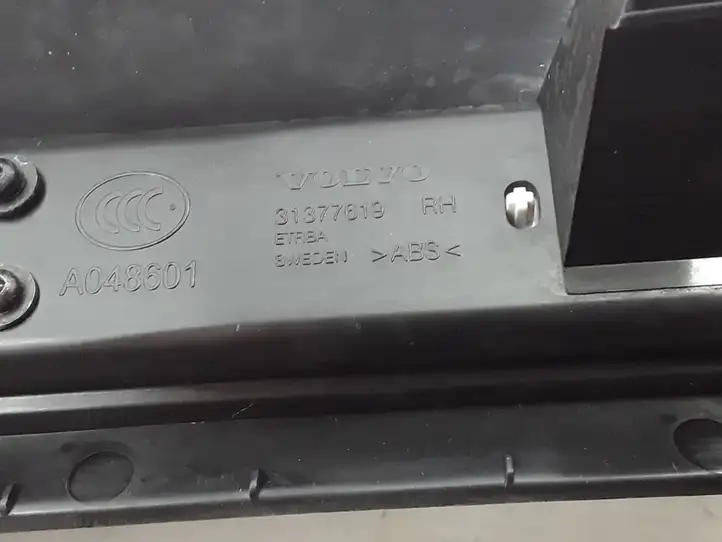 CCC
A048601
VOLVO
31377619 RH
ETRBA
SWEDEN >ABS<